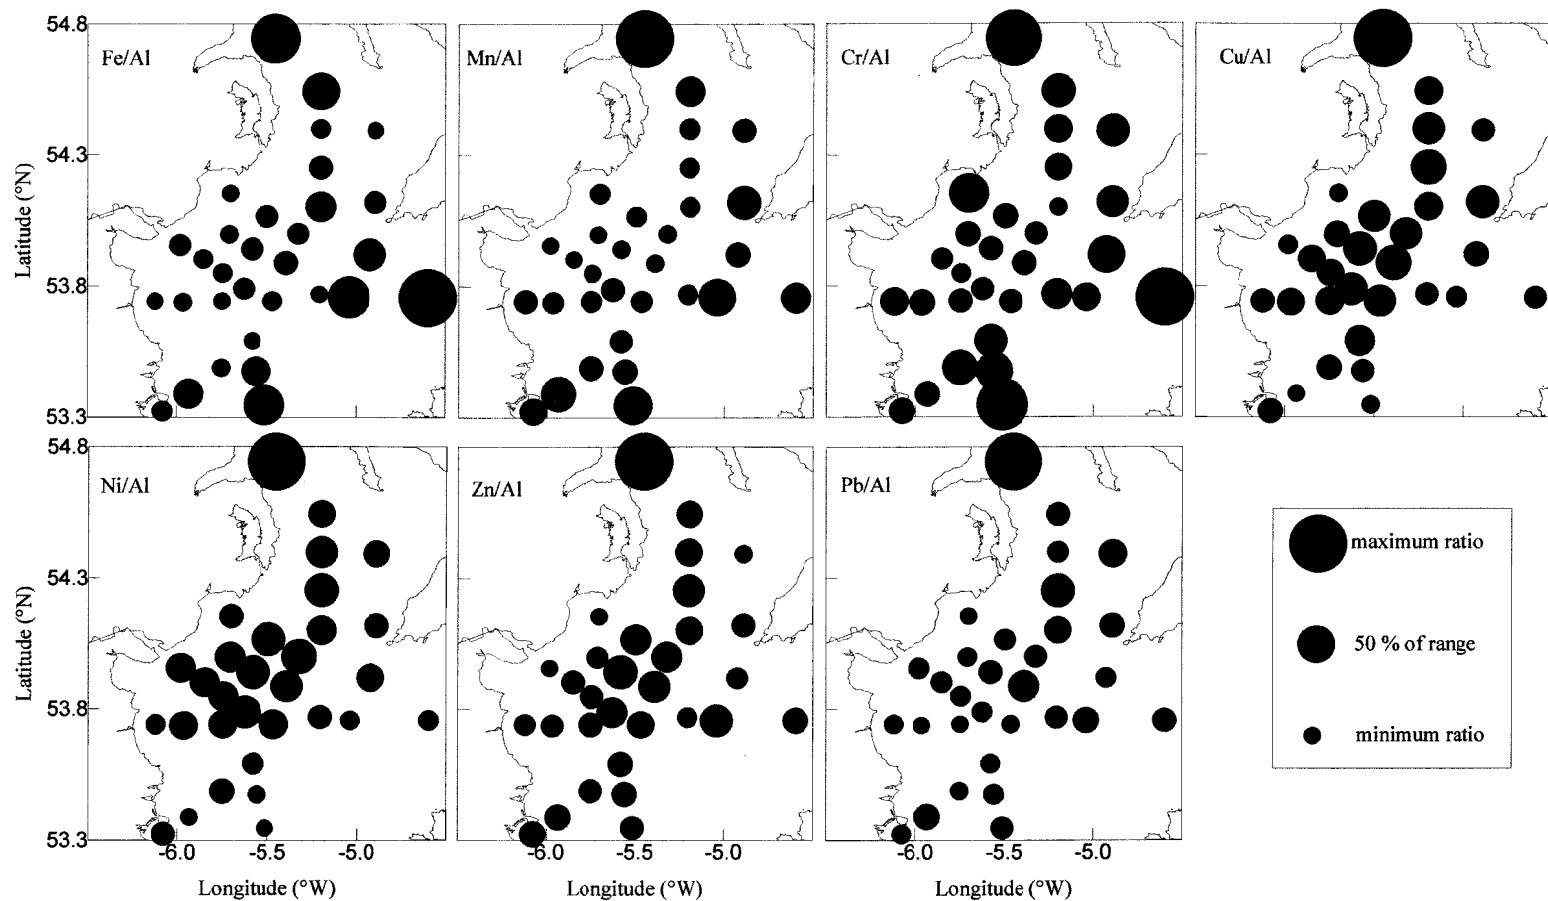 54.8
Fe/Al
Mn/Al
Cr/Al
Cu/Al
54.3
Latitude (°N)
53.8
53.3
54.8
Ni/Al
Zn/Al
Pb/Al
maximum ratio
54.3
Latitude (°N)
50 % of range
53.8
minimum ratio
53.3
-6.0 -5.5 -5.0
-6.0 -5.5 -5.0
-6.0 -5.5 -5.0
Longitude (°W)
Longitude (°W)
Longitude (°W)